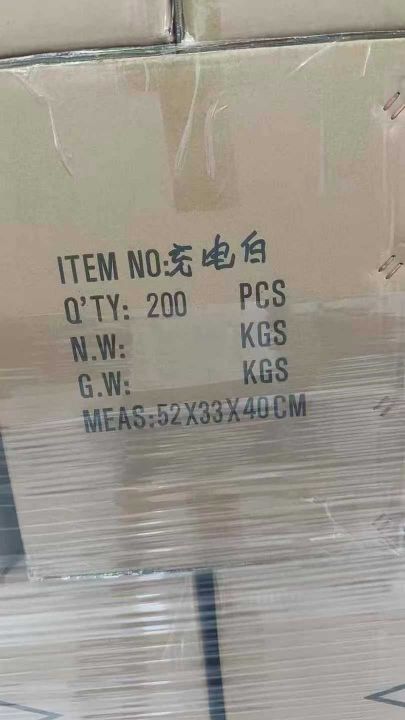 ITEM NO:充电白
Q'TY: 200 PCS
N.W: KGS
G.W: KGS
MEAS:52X33X40CM